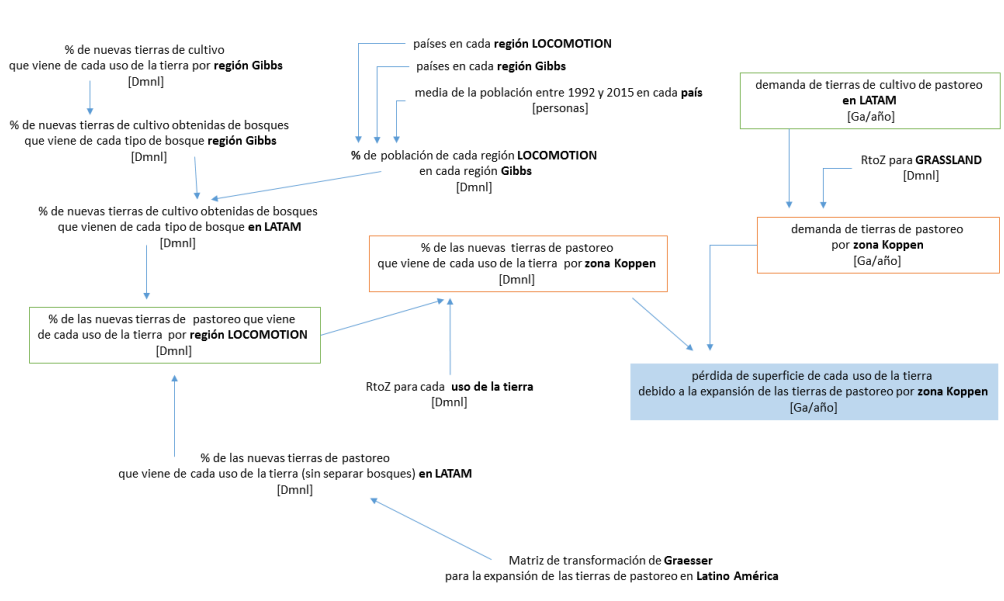 % de nuevas tierras de cultivo
que viene de cada uso de la tierra por región Gibbs
[Dmnl]
% de nuevas tierras de cultivo obtenidas de bosques
que viene de cada tipo de bosque región Gibbs
[Dmnl]
países en cada región LOCOMOTION
países en cada región Gibbs
media de la población entre 1992 y 2015 en cada país
[personas]
% de población de cada región LOCOMOTION
en cada región Gibbs
[Dmnl]
demanda de tierras de cultivo de pastoreo
en LATAM
[Ga/año]
RtoZ para GRASSLAND
[Dmnl]
% de nuevas tierras de cultivo obtenidas de bosques
que vienen de cada tipo de bosque en LATAM
[Dmnl]
% de las nuevas tierras de pastoreo
que viene de cada uso de la tierra por zona Koppen
[Dmnl]
demanda de tierras de pastoreo
por zona Koppen
[Ga/año]
% de las nuevas tierras de pastoreo que viene
de cada uso de la tierra por región LOCOMOTION
[Dmnl]
RtoZ para cada uso de la tierra
[Dmnl]
pérdida de superficie de cada uso de la tierra
debido a la expansión de las tierras de pastoreo por zona Koppen
[Ga/año]
% de las nuevas tierras de pastoreo
que viene de cada uso de la tierra (sin separar bosques) en LATAM
[Dmnl]
Matriz de transformación de Graesser
para la expansión de las tierras de pastoreo en Latino América